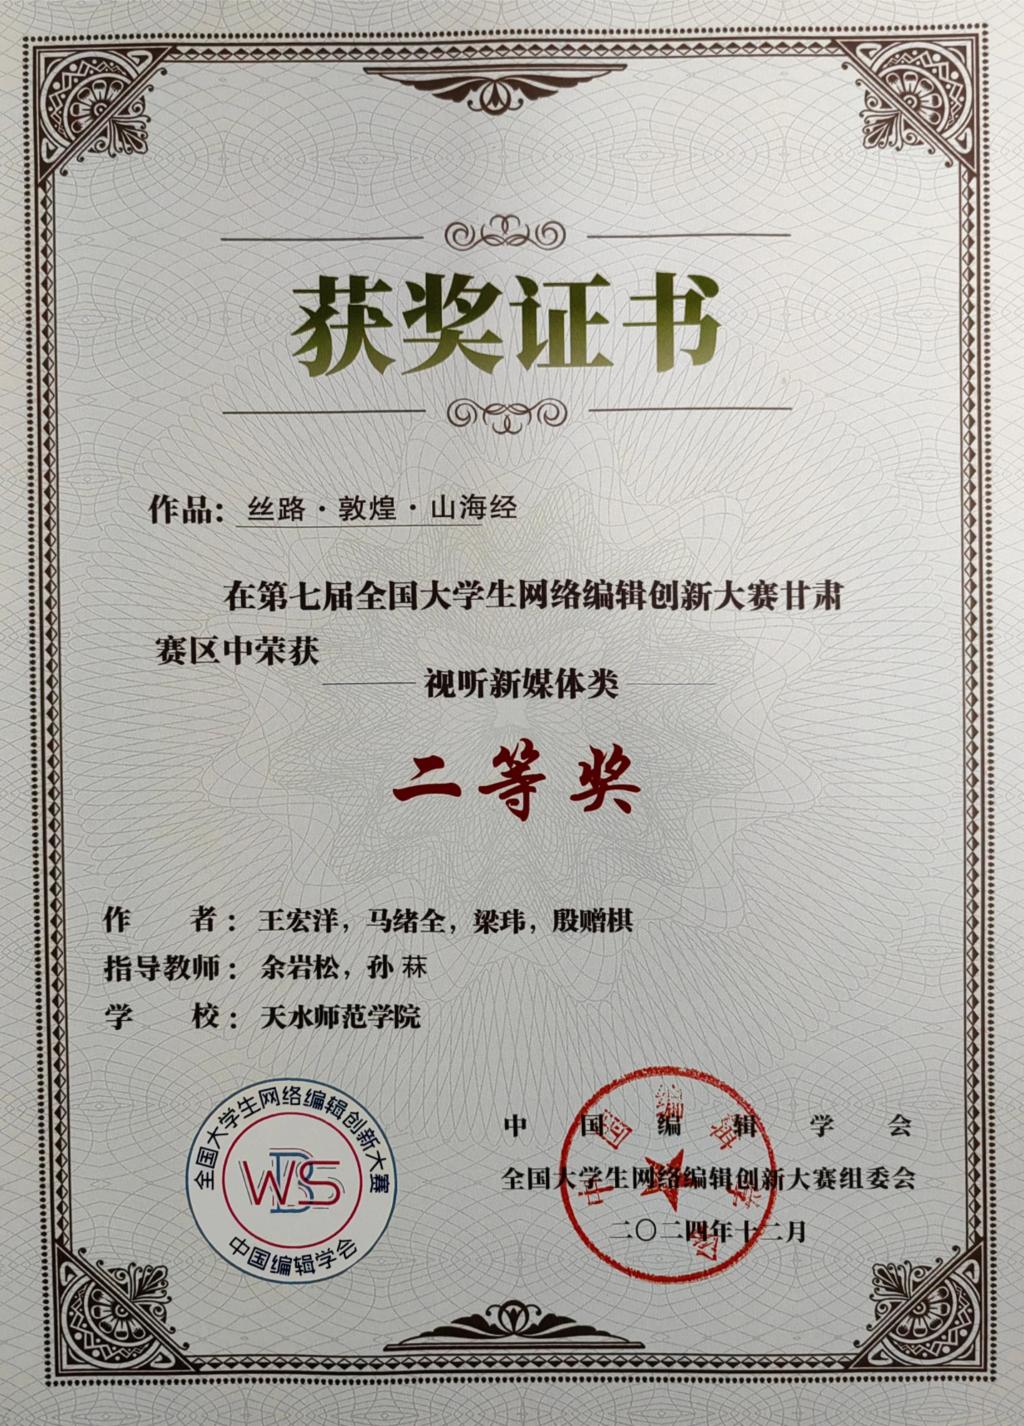 获奖证书
作品: 丝路·敦煌·山海经
在第七届全国大学生网络编辑创新大赛甘肃
赛区中荣获
视听新媒体类
二等奖
作者：王宏洋，马绪全，梁玮，殷赠棋
指导教师：余岩松，孙菻
学校：天水师范学院
全国大学生网络编辑创新大赛
WBS
中国编辑学会
中国编辑学会
中国编辑学会
全国大学生网络编辑创新大赛组委会
二〇二四年十二月